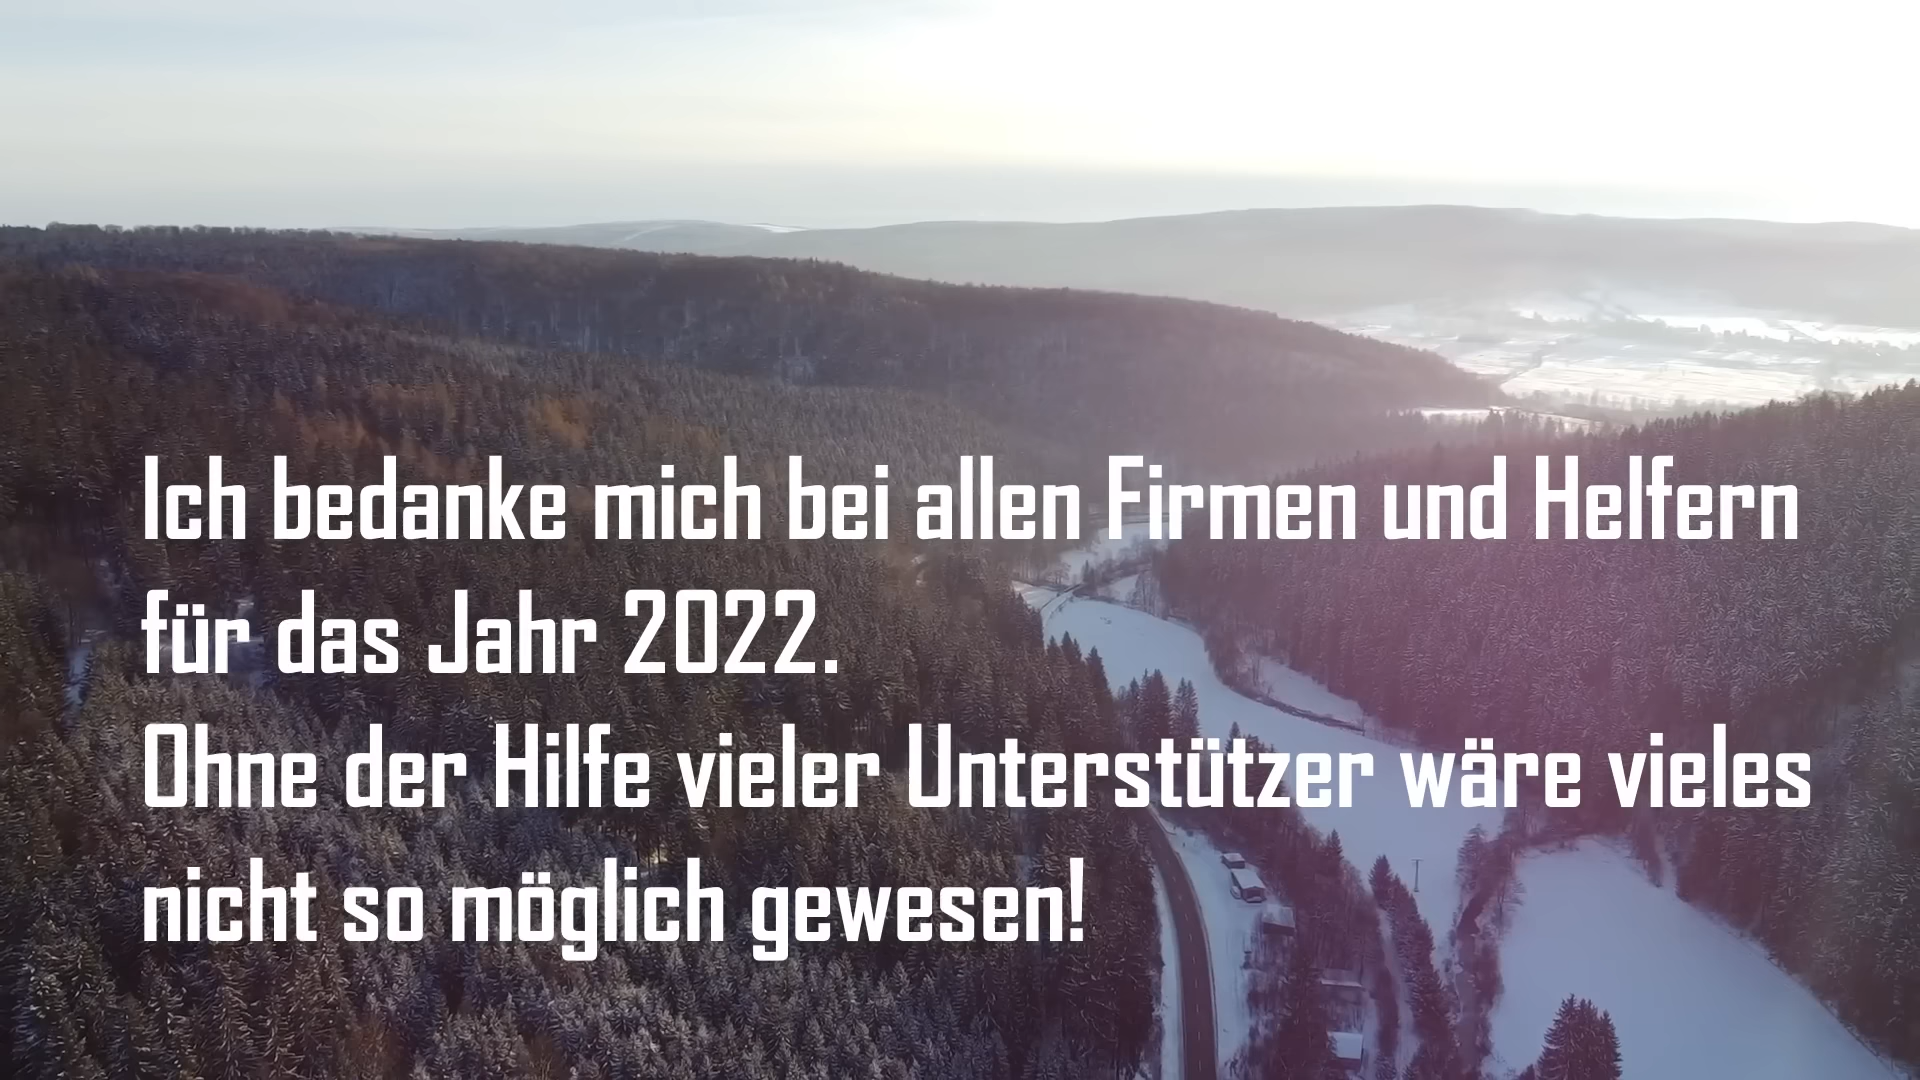 Ich bedanke mich bei allen Firmen und Helfern
für das Jahr 2022.
Ohne der Hilfe vieler Unterstützer wäre vieles
nicht so möglich gewesen!